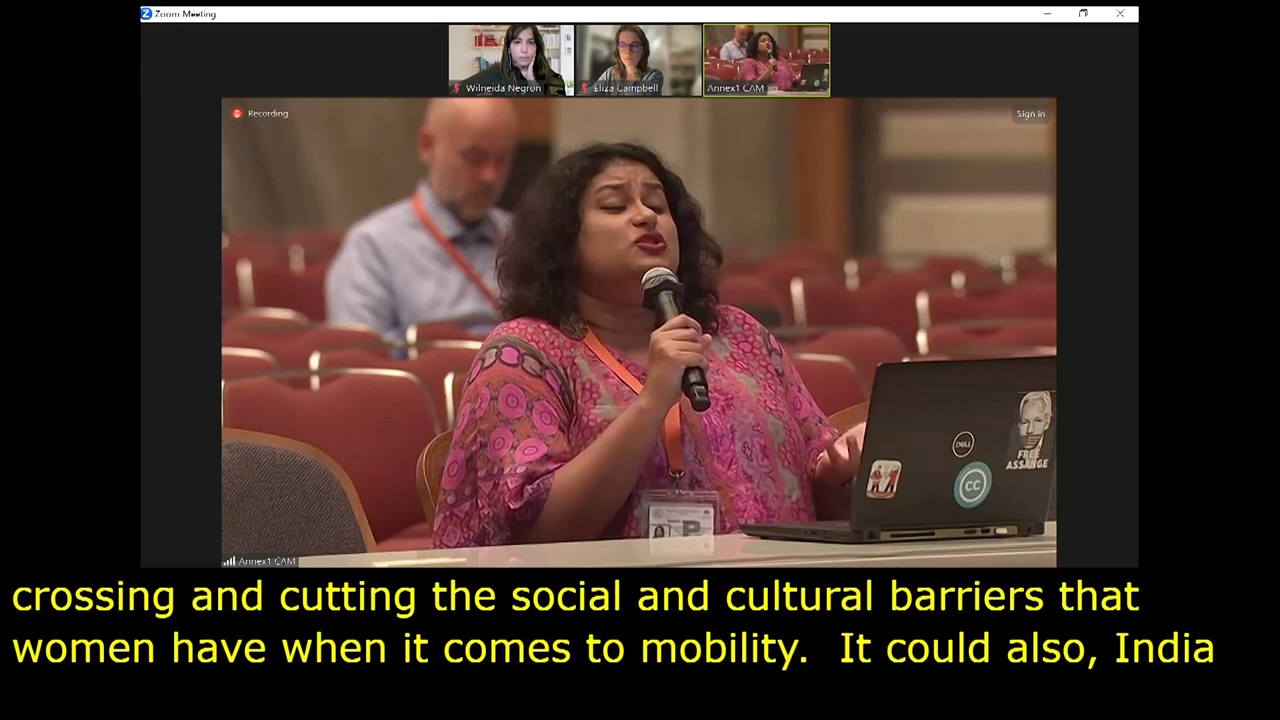 Zoom Meeting
Wilneida Negron
Eliza Campbell
Annex1 CAM
Recording
Sign in
DELL
FREE
ASSANGE
CC
Annex1 CAM
crossing and cutting the social and cultural barriers that
women have when it comes to mobility.  It could also, India